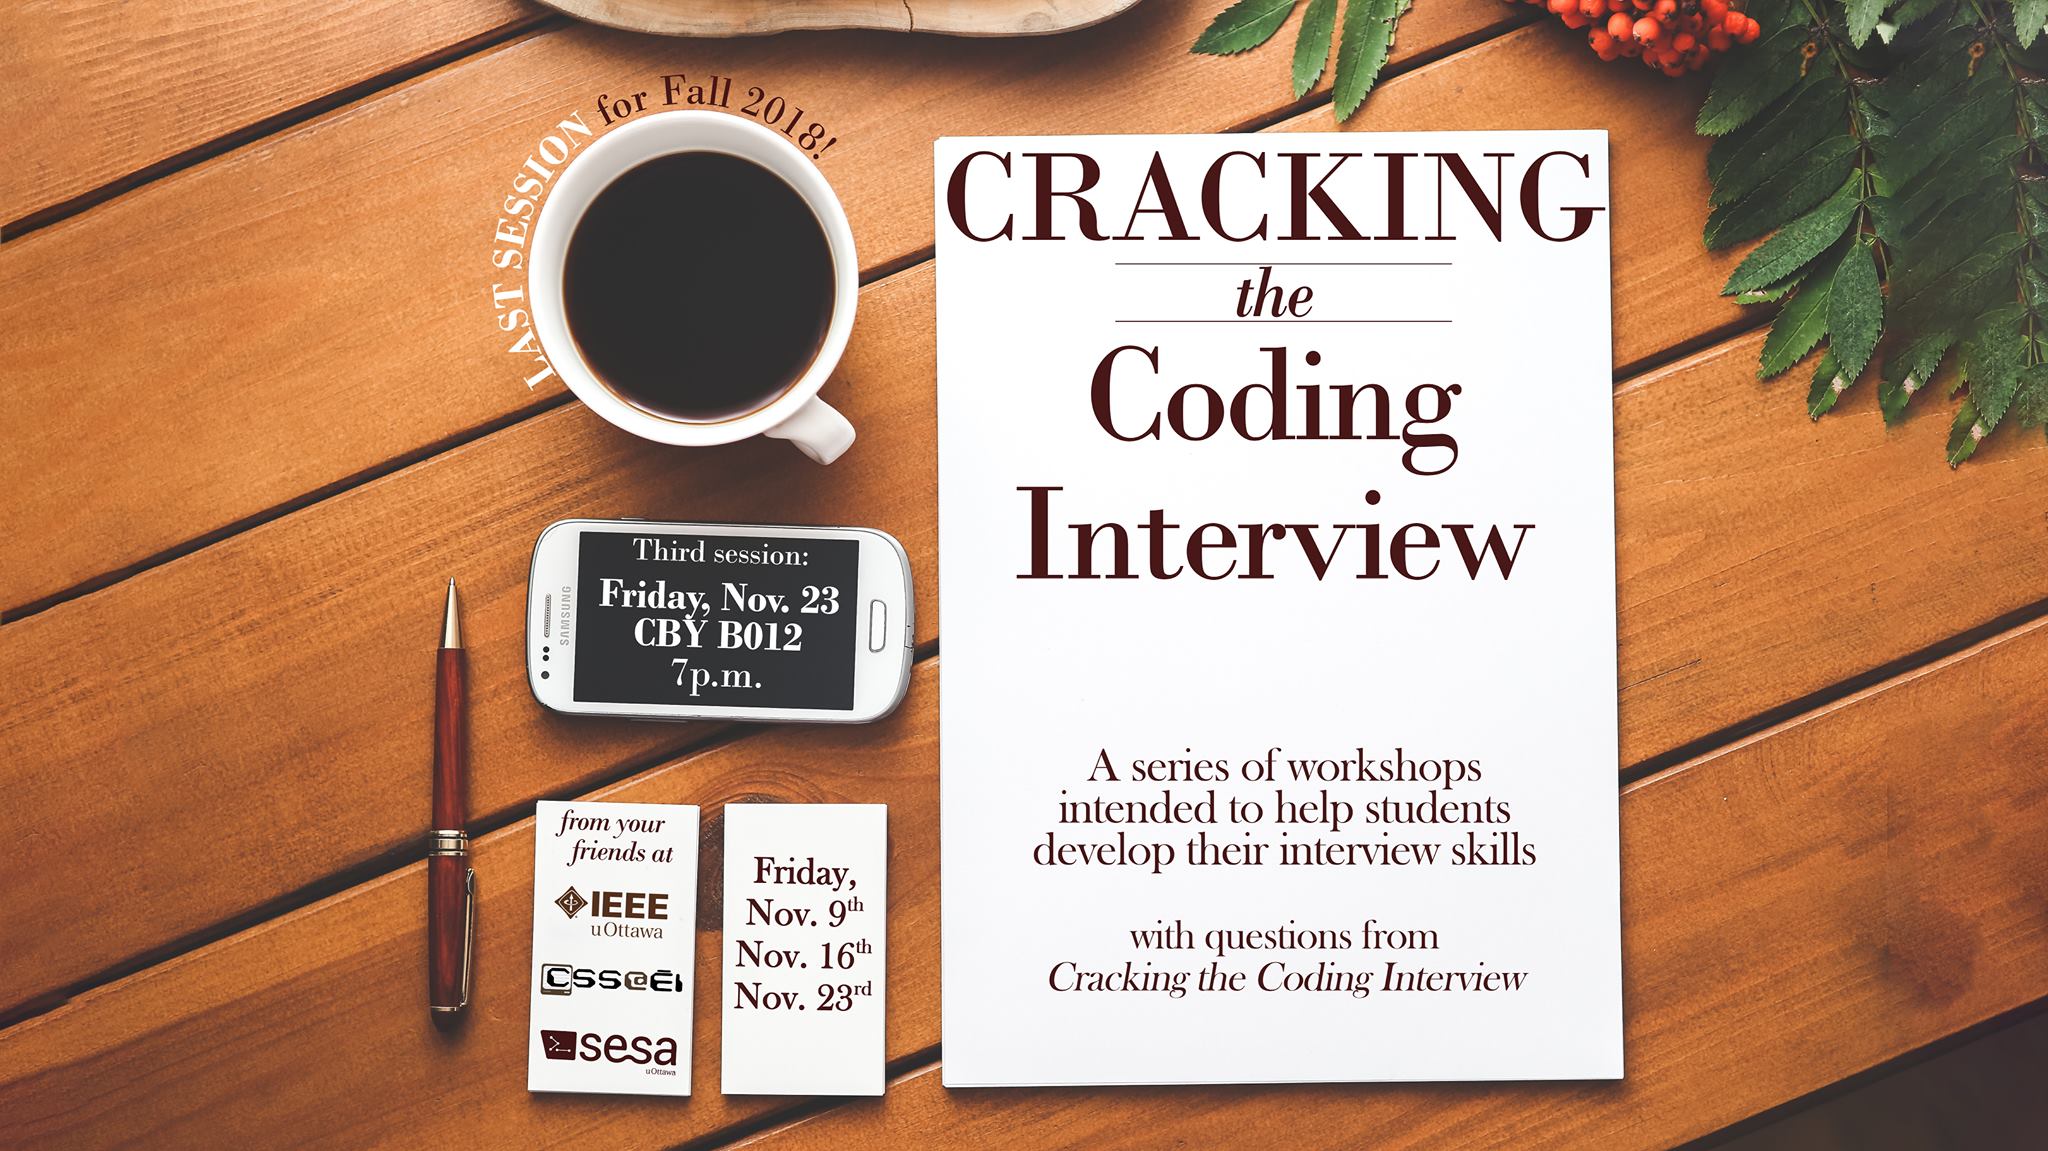 LAST SESSION for Fall 2018!
CRACKING
the
Coding
Interview
A series of workshops
intended to help students
develop their interview skills
with questions from
Cracking the Coding Interview
SAMSUNG
Third session:
Friday, Nov. 23
CBY B012
7p.m.
from your
friends at
IEEE
uOttawa
CSS@ÉI
sesa
uOttawa
Friday,
Nov. 9th
Nov. 16th
Nov. 23rd